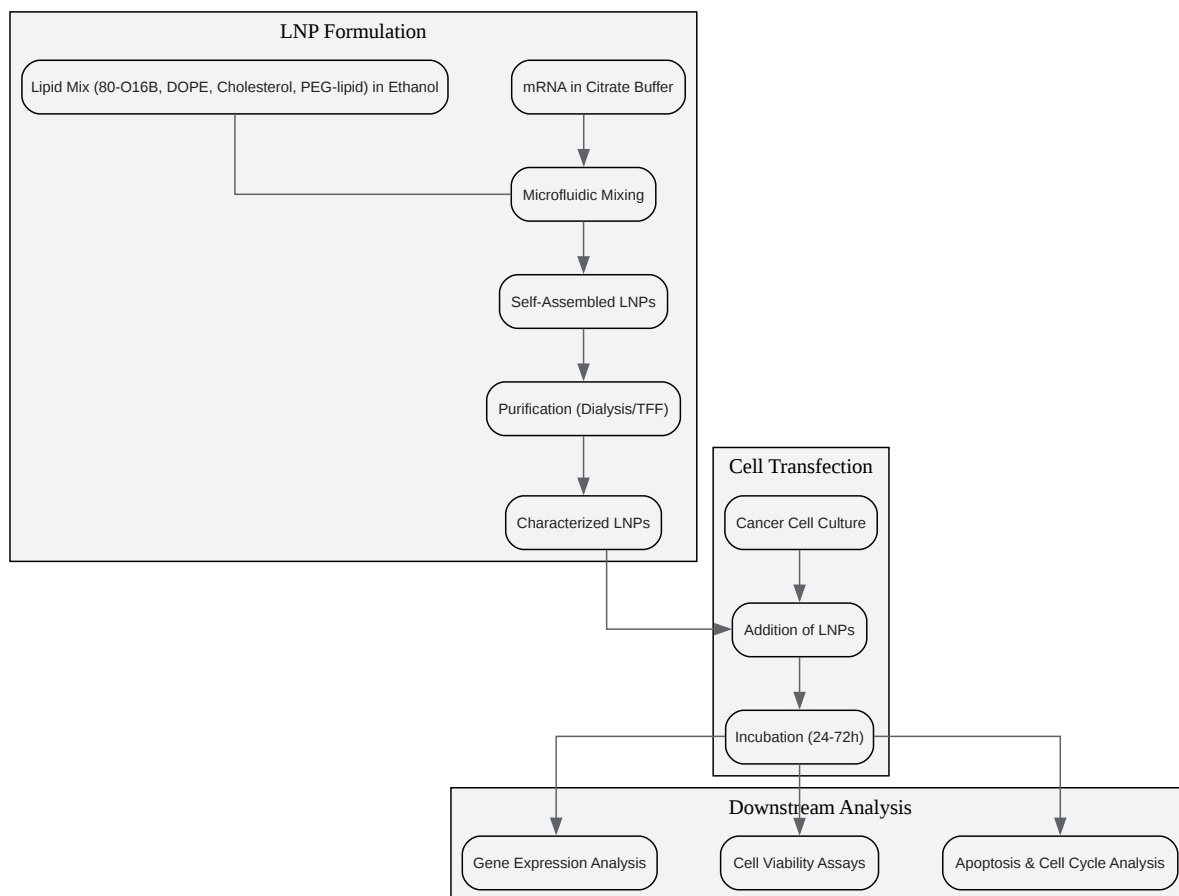 LNP Formulation
Lipid Mix (80-O16B, DOPE, Cholesterol, PEG-lipid) in Ethanol
mRNA in Citrate Buffer
Microfluidic Mixing
Self-Assembled LNPs
Purification (Dialysis/TFF)
Characterized LNPs
Cell Transfection
Cancer Cell Culture
Addition of LNPs
Incubation (24-72h)
Downstream Analysis
Gene Expression Analysis
Cell Viability Assays
Apoptosis & Cell Cycle Analysis